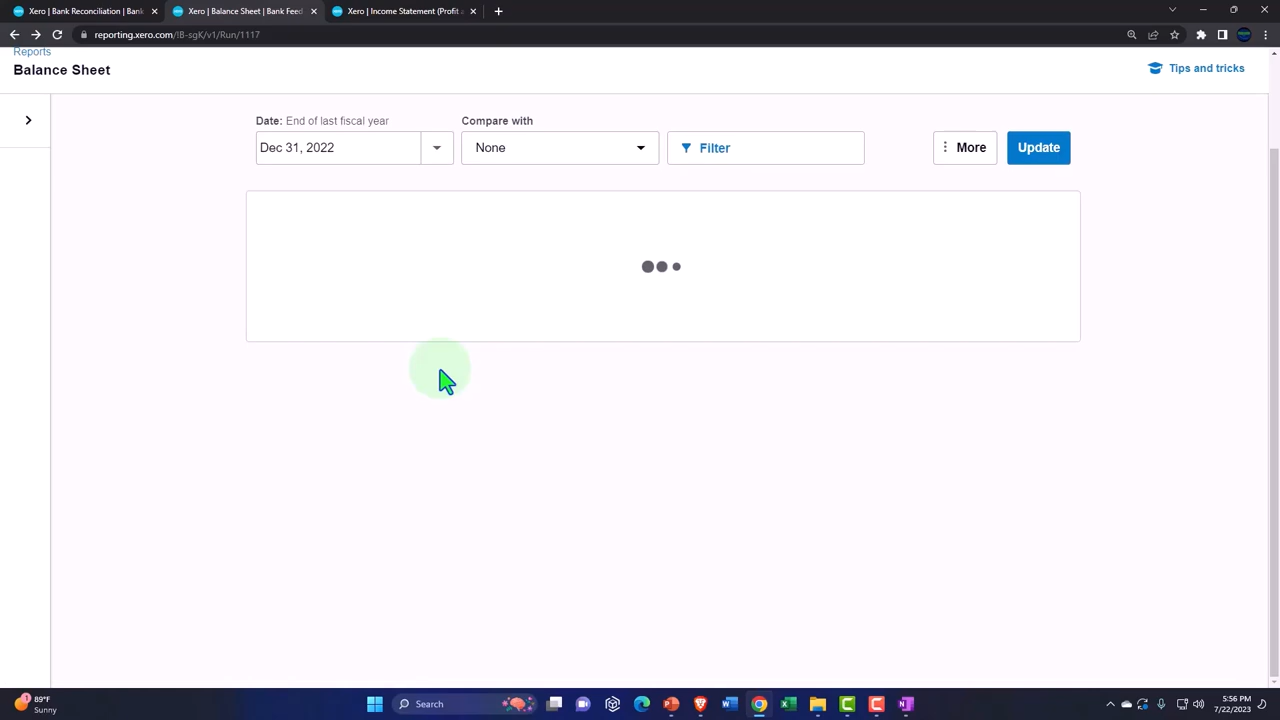 Xero | Bank Reconciliation | Bank
Xero | Balance Sheet | Bank Feed
Xero | Income Statement (Profit a
reporting.xero.com/!B-sgK/v1/Run/1117
Reports
Balance Sheet
Tips and tricks
Date: End of last fiscal year
Compare with
Dec 31, 2022
None
Filter
More
Update
1
89°F
Sunny
Search
5:56 PM
7/22/2023